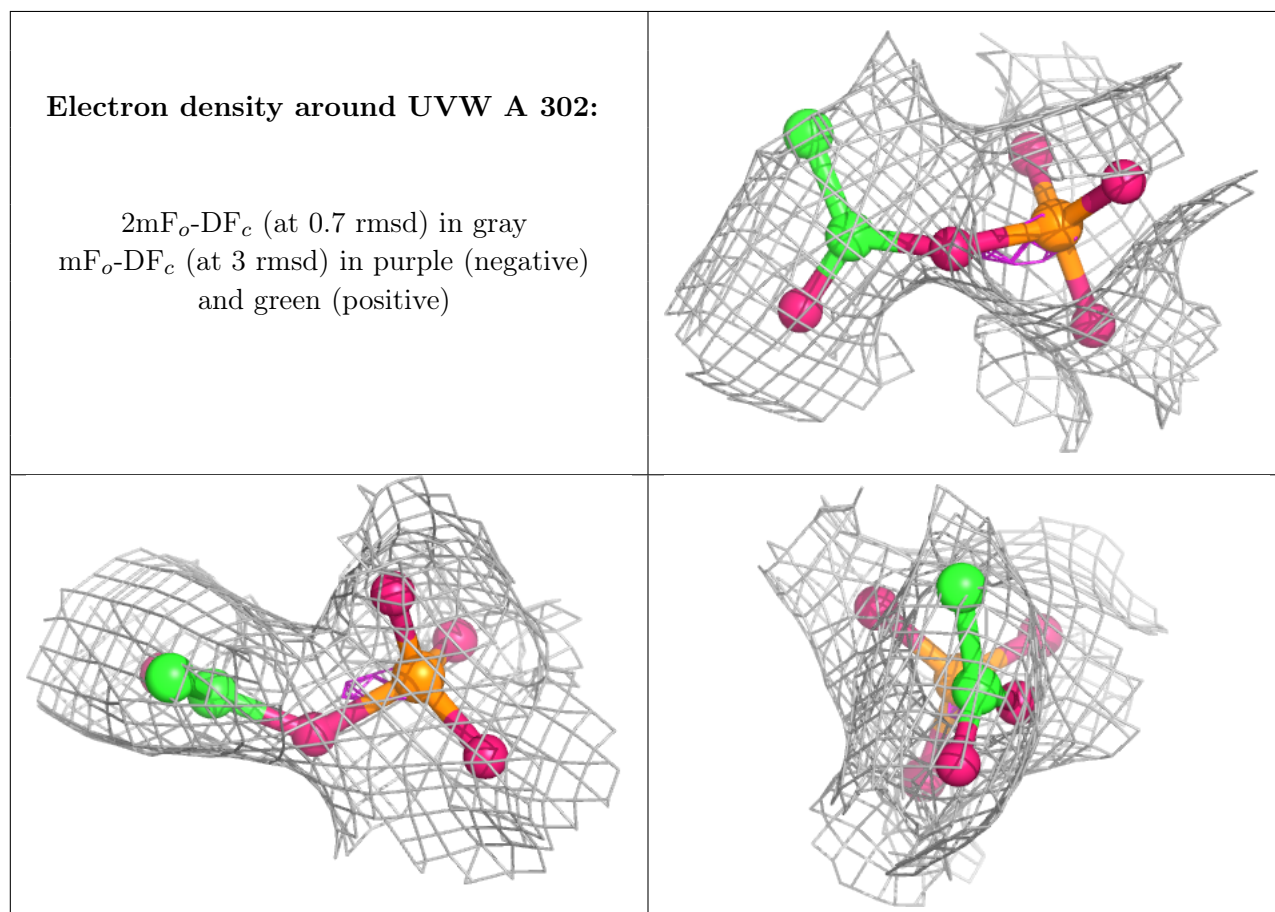 Electron density around UVW A 302:
2mFo-DFc (at 0.7 rmsd) in gray
mFo-DFc (at 3 rmsd) in purple (negative)
and green (positive)